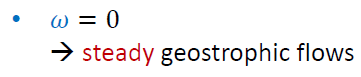 • ω = 0
→ steady geostrophic flows